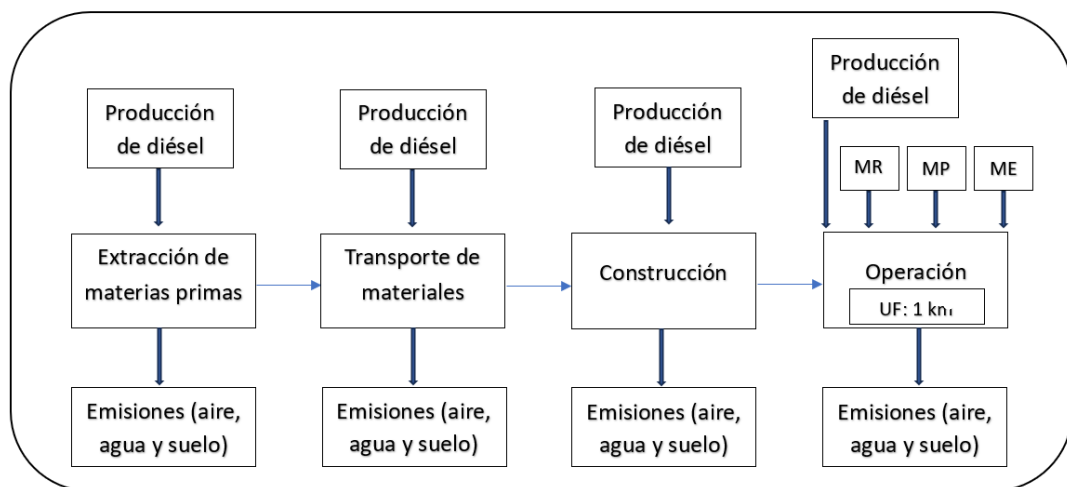 Producción
de diésel
Producción
de diésel
Producción
de diésel
Producción
de diésel
MR
MP
ME
Extracción de
materias primas
Transporte de
materiales
Construcción
Operación
UF: 1
Emisiones (aire,
agua y suelo)
Emisiones (aire,
agua y suelo)
Emisiones (aire,
agua y suelo)
Emisiones (aire,
agua y suelo)